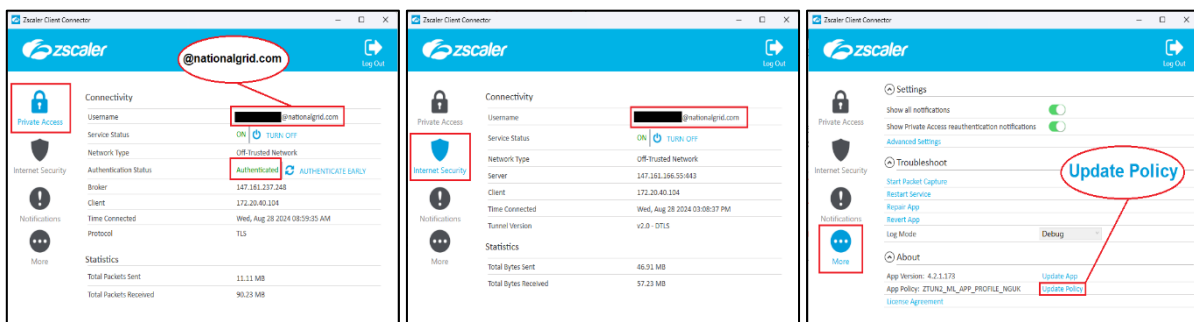 Zscaler Client Connector
zscaler
@nationalgrid.com
Log Out
Private Access
Internet Security
Notifications
More
Connectivity
Username @nationalgrid.com
Service Status ON TURN OFF
Network Type Off-Trusted Network
Authentication Status Authenticated AUTHENTICATE EARLY
Broker 147.161.237.248
Client 172.20.40.104
Time Connected Wed, Aug 28 2024 08:59:35 AM
Protocol TLS
Statistics
Total Packets Sent 11.11 MB
Total Packets Received 90.23 MB
Zscaler Client Connector
zscaler
Log Out
Private Access
Internet Security
Notifications
More
Connectivity
Username @nationalgrid.com
Service Status ON TURN OFF
Network Type Off-Trusted Network
Server 147.161.166.55:443
Client 172.20.40.104
Time Connected Wed, Aug 28 2024 03:08:37 PM
Tunnel Version v2.0 - DTLS
Statistics
Total Bytes Sent 46.91 MB
Total Bytes Received 57.23 MB
Zscaler Client Connector
zscaler
Log Out
Private Access
Internet Security
Notifications
More
Settings
Show all notifications
Show Private Access reauthentication notifications
Advanced Settings
Troubleshoot
Start Packet Capture
Restart Service
Repair App
Revert App
Log Mode Debug
Update Policy
About
App Version: 4.2.1.173 Update App
App Policy: ZTUN2_ML_APP_PROFILE_NGUK Update Policy
License Agreement